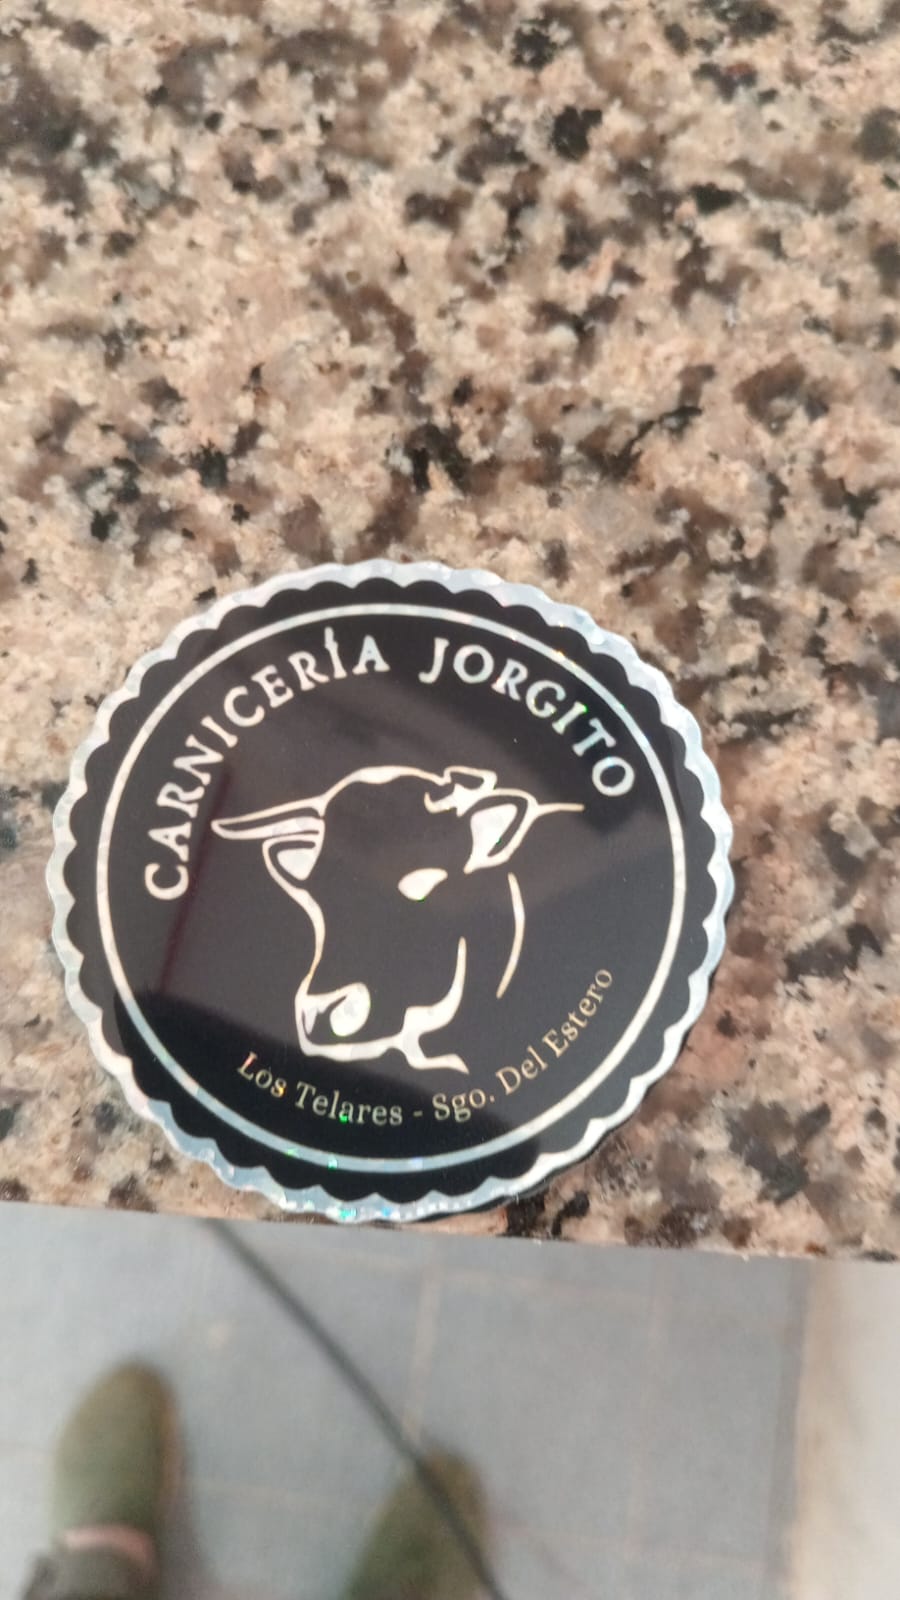 CARNICERÍA JORGITO
Los Telares - Sgo. Del Estero